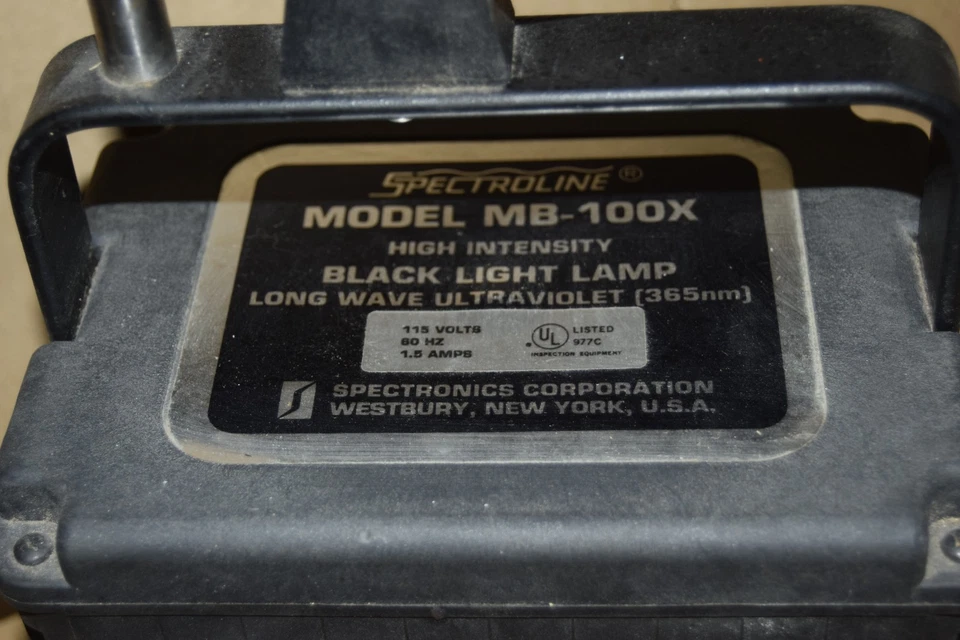 SPECTROLINE®
MODEL MB-100X
HIGH INTENSITY
BLACK LIGHT LAMP
LONG WAVE ULTRAVIOLET (365nm)
115 VOLTS
60 HZ
1.5 AMPS
UL LISTED
977C
INSPECTION EQUIPMENT
SPECTRONICS CORPORATION
WESTBURY, NEW YORK, U.S.A.